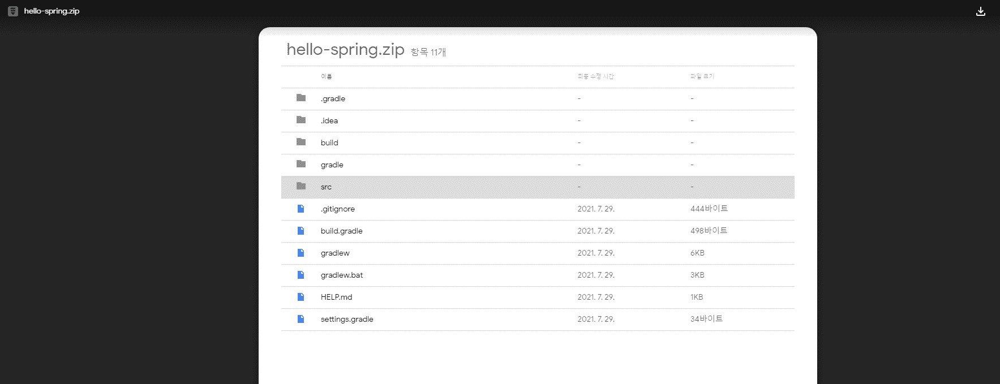 hello-spring.zip
hello-spring.zip 항목 11개
이름 최종 수정 시간 파일 크기
.gradle - -
.idea - -
build - -
gradle - -
src - -
.gitignore 2021. 7. 29. 444바이트
build.gradle 2021. 7. 29. 498바이트
gradlew 2021. 7. 29. 6KB
gradlew.bat 2021. 7. 29. 3KB
HELP.md 2021. 7. 29. 1KB
settings.gradle 2021. 7. 29. 34바이트